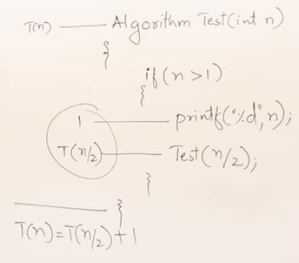 T(n) — Algorithm Test(int n)
{
if(n>1)
{
1 — printf("%d", n);
T(n/2) — Test(n/2);
}
}
T(n)=T(n/2)+1